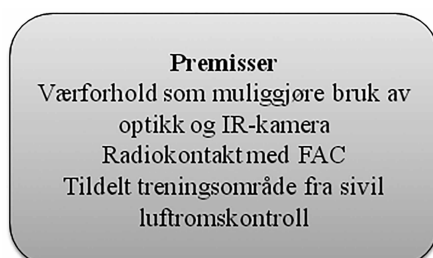 Premisser
Værforhold som muliggjøre bruk av
optikk og IR-kamera
Radiokontakt med FAC
Tildelt treningsområde fra sivil
luftromskontroll